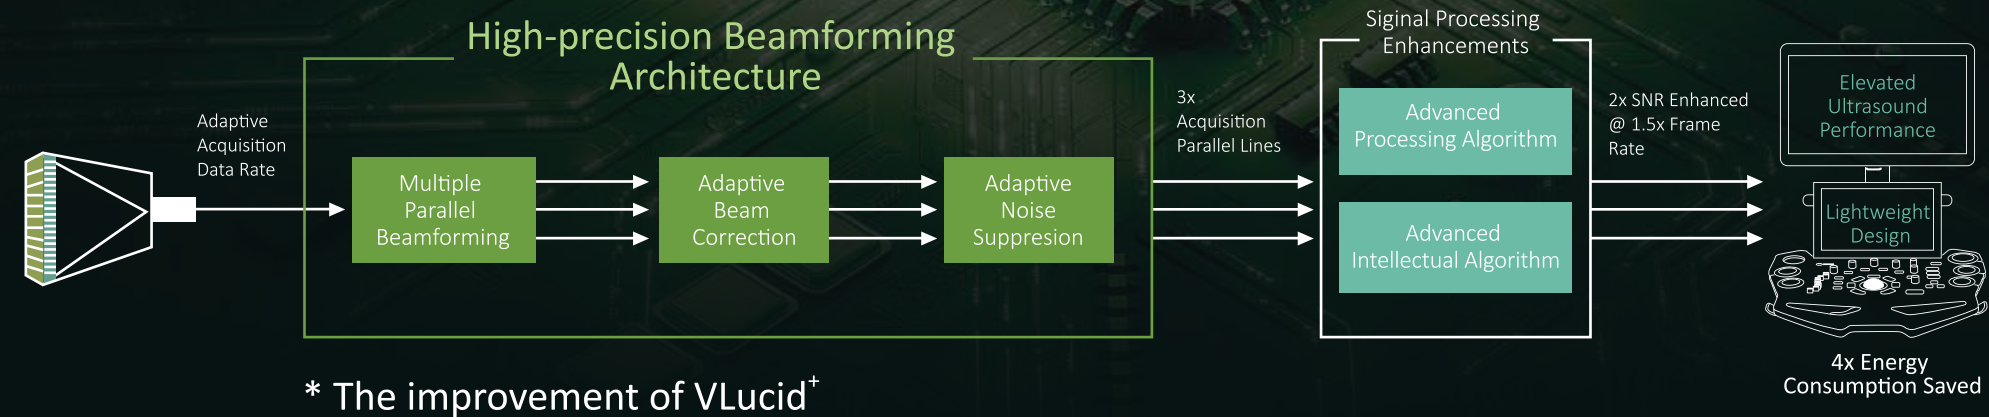 High-precision Beamforming
Architecture
Adaptive
Acquisition
Data Rate
Multiple
Parallel
Beamforming
Adaptive
Beam
Correction
Adaptive
Noise
Suppresion
3x
Acquisition
Parallel Lines
Siginal Processing
Enhancements
Advanced
Processing Algorithm
Advanced
Intellectual Algorithm
2x SNR Enhanced
@ 1.5x Frame
Rate
Elevated
Ultrasound
Performance
Lightweight
Design
4x Energy
Consumption Saved
* The improvement of VLucid⁺